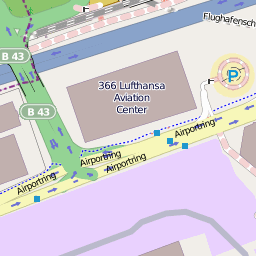 Flughafensch
B 43
366 Lufthansa
Aviation
Center
P
B 43
Airportring
Airportring
Airportring
Airportring